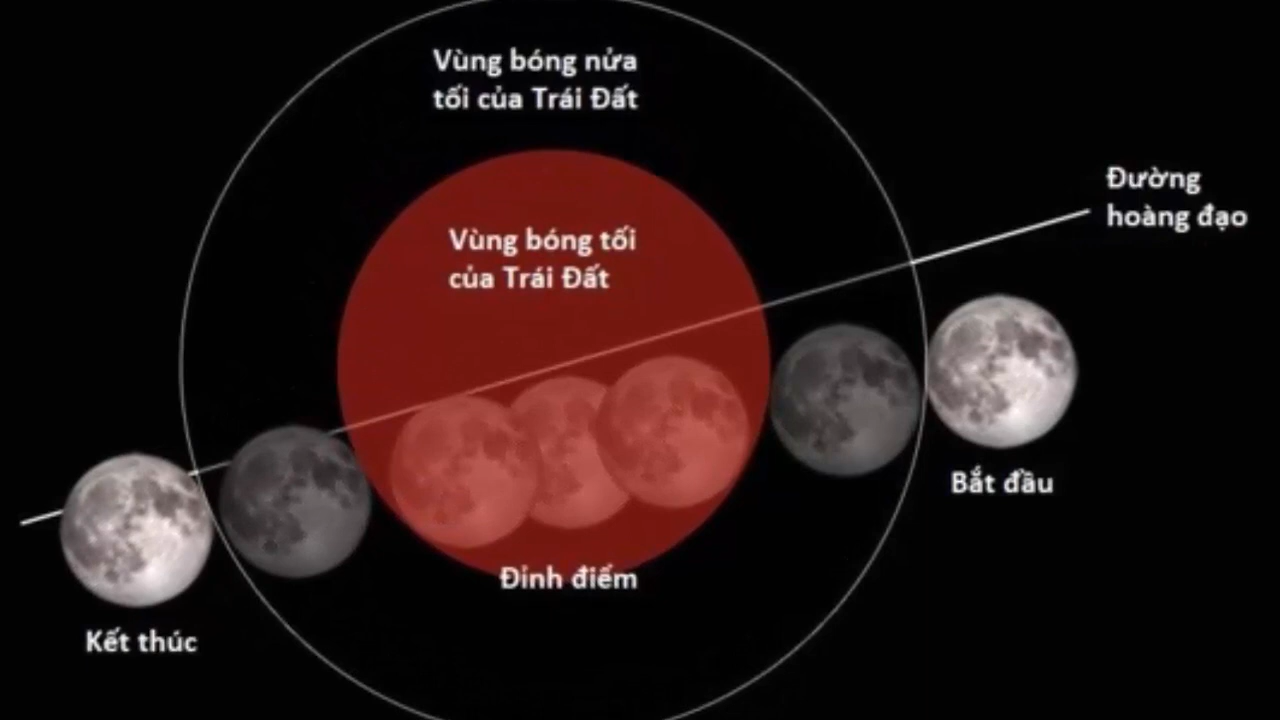 Vùng bóng nửa
tối của Trái Đất
Đường
hoàng đạo
Vùng bóng tối
của Trái Đất
Bắt đầu
Đỉnh điểm
Kết thúc